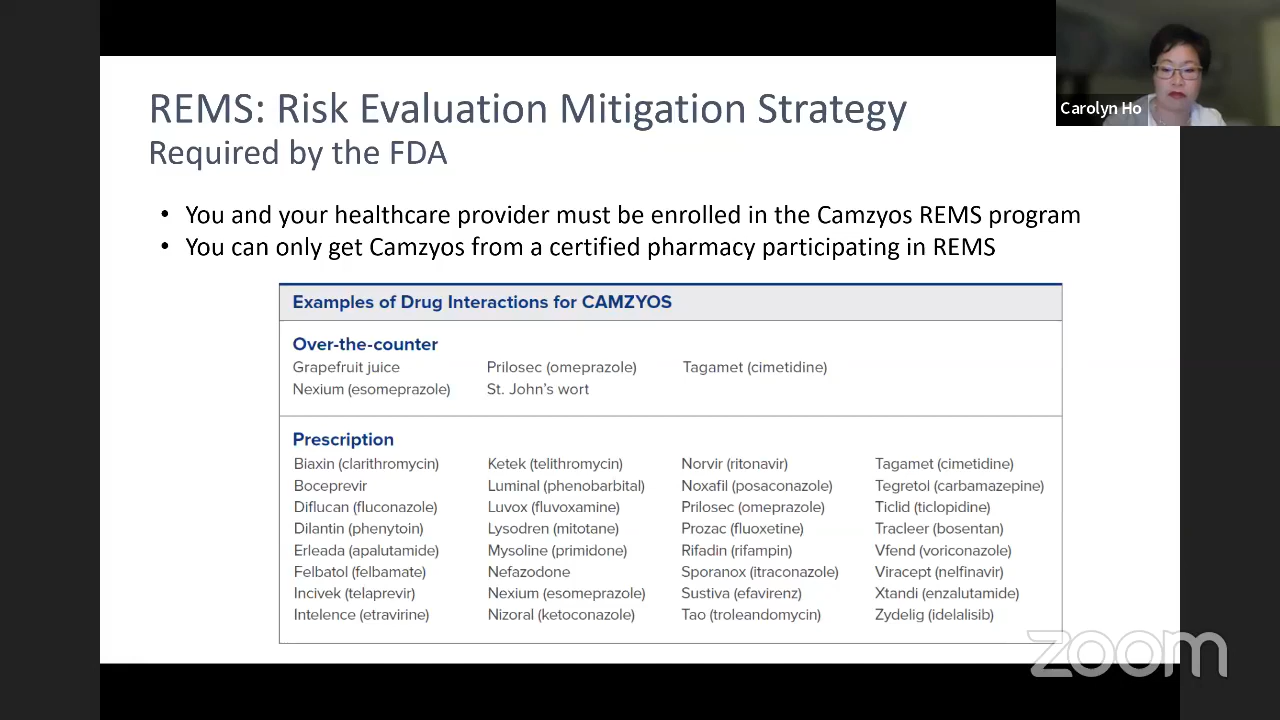 REMS: Risk Evaluation Mitigation Strategy
Required by the FDA
Carolyn Ho
• You and your healthcare provider must be enrolled in the Camzyos REMS program
• You can only get Camzyos from a certified pharmacy participating in REMS
Examples of Drug Interactions for CAMZYOS
Over-the-counter
Grapefruit juice Prilosec (omeprazole) Tagamet (cimetidine)
Nexium (esomeprazole) St. John's wort
Prescription
Biaxin (clarithromycin) Ketek (telithromycin) Norvir (ritonavir) Tagamet (cimetidine)
Boceprevir Luminal (phenobarbital) Noxafil (posaconazole) Tegretol (carbamazepine)
Diflucan (fluconazole) Luvox (fluvoxamine) Prilosec (omeprazole) Ticlid (ticlopidine)
Dilantin (phenytoin) Lysodren (mitotane) Prozac (fluoxetine) Tracleer (bosentan)
Erleada (apalutamide) Mysoline (primidone) Rifadin (rifampin) Vfend (voriconazole)
Felbatol (felbamate) Nefazodone Sporanox (itraconazole) Viracept (nelfinavir)
Incivek (telaprevir) Nexium (esomeprazole) Sustiva (efavirenz) Xtandi (enzalutamide)
Intelence (etravirine) Nizoral (ketoconazole) Tao (troleandomycin) Zydelig (idelalisib)
zoom